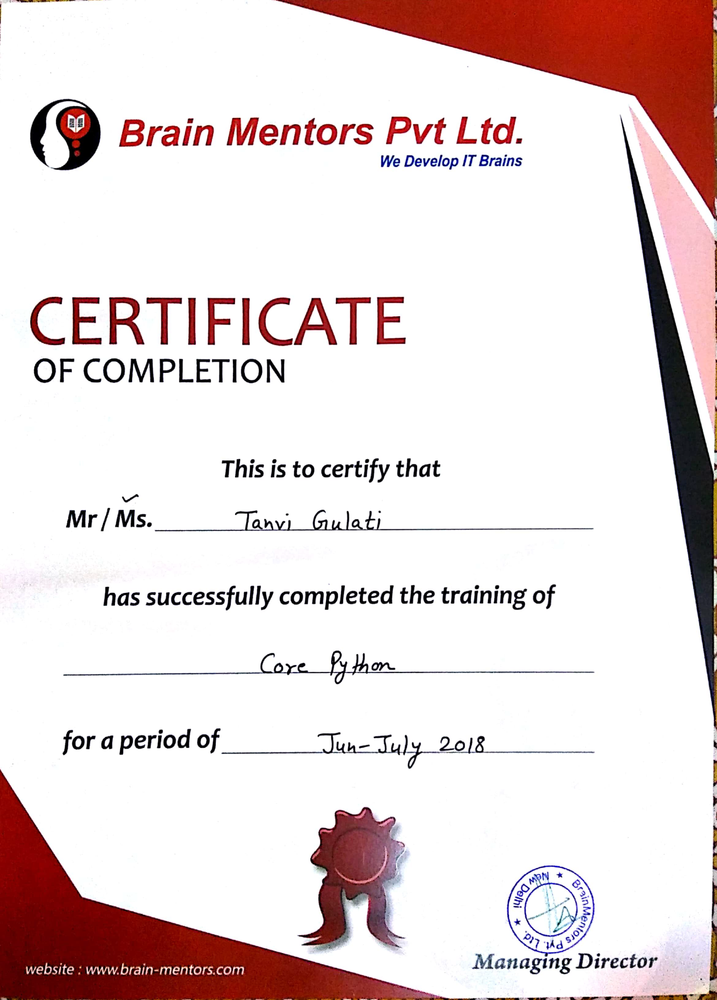 Brain Mentors Pvt Ltd.
We Develop IT Brains
CERTIFICATE
OF COMPLETION
This is to certify that
Mr / Ms. Tanvi Gulati
has successfully completed the training of
Core Python
for a period of Jun-July 2018
BrainMentors Pvt. Ltd. ★ New Delhi ★
Managing Director
website : www.brain-mentors.com